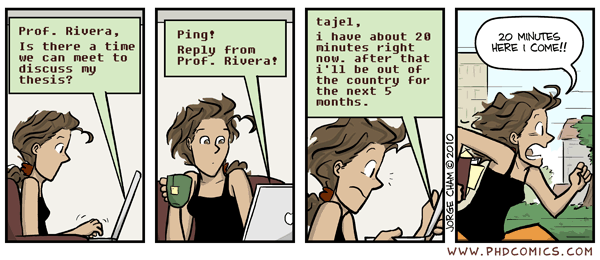 Prof. Rivera,
Is there a time
we can meet to
discuss my
thesis?
Ping!
Reply from
Prof. Rivera!
tajel,
i have about 20
minutes right
now. after that
i'll be out of
the country for
the next 5
months.
20 MINUTES
HERE I COME!!
JORGE CHAM © 2010
WWW.PHDCOMICS.COM